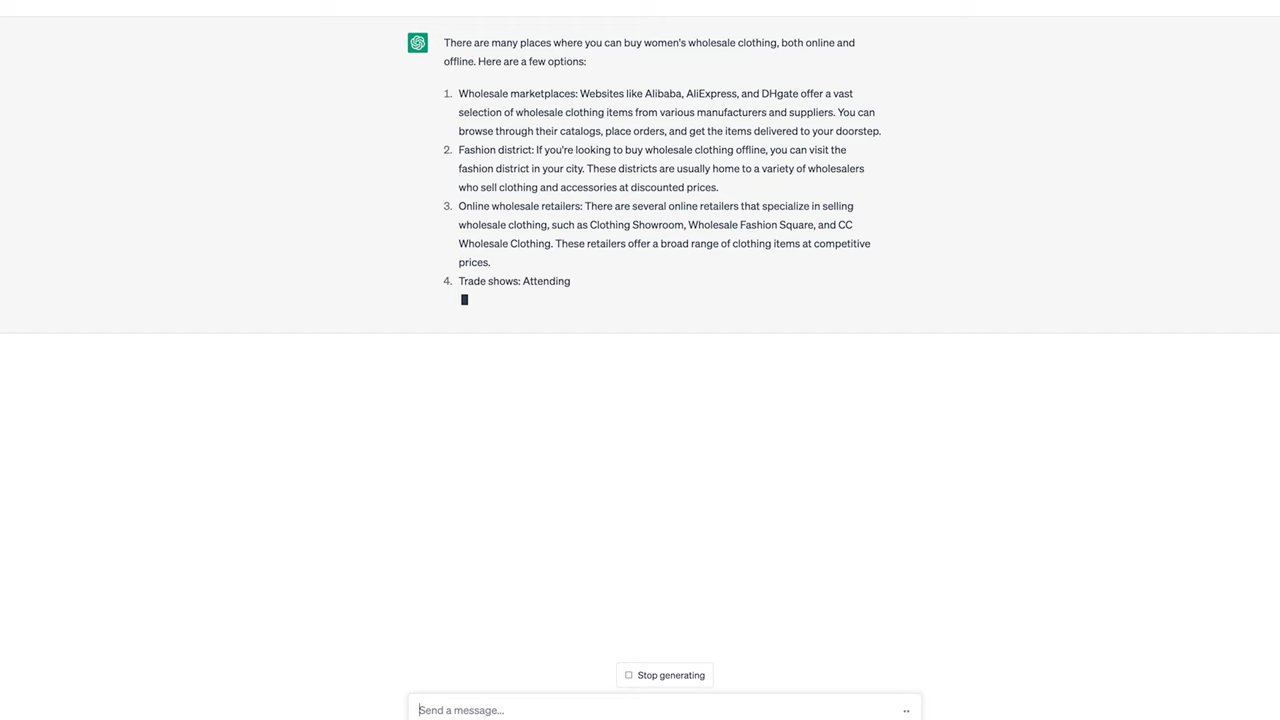 There are many places where you can buy women's wholesale clothing, both online and
offline. Here are a few options:
1. Wholesale marketplaces: Websites like Alibaba, AliExpress, and DHgate offer a vast
selection of wholesale clothing items from various manufacturers and suppliers. You can
browse through their catalogs, place orders, and get the items delivered to your doorstep.
2. Fashion district: If you're looking to buy wholesale clothing offline, you can visit the
fashion district in your city. These districts are usually home to a variety of wholesalers
who sell clothing and accessories at discounted prices.
3. Online wholesale retailers: There are several online retailers that specialize in selling
wholesale clothing, such as Clothing Showroom, Wholesale Fashion Square, and CC
Wholesale Clothing. These retailers offer a broad range of clothing items at competitive
prices.
4. Trade shows: Attending
Stop generating
Send a message...